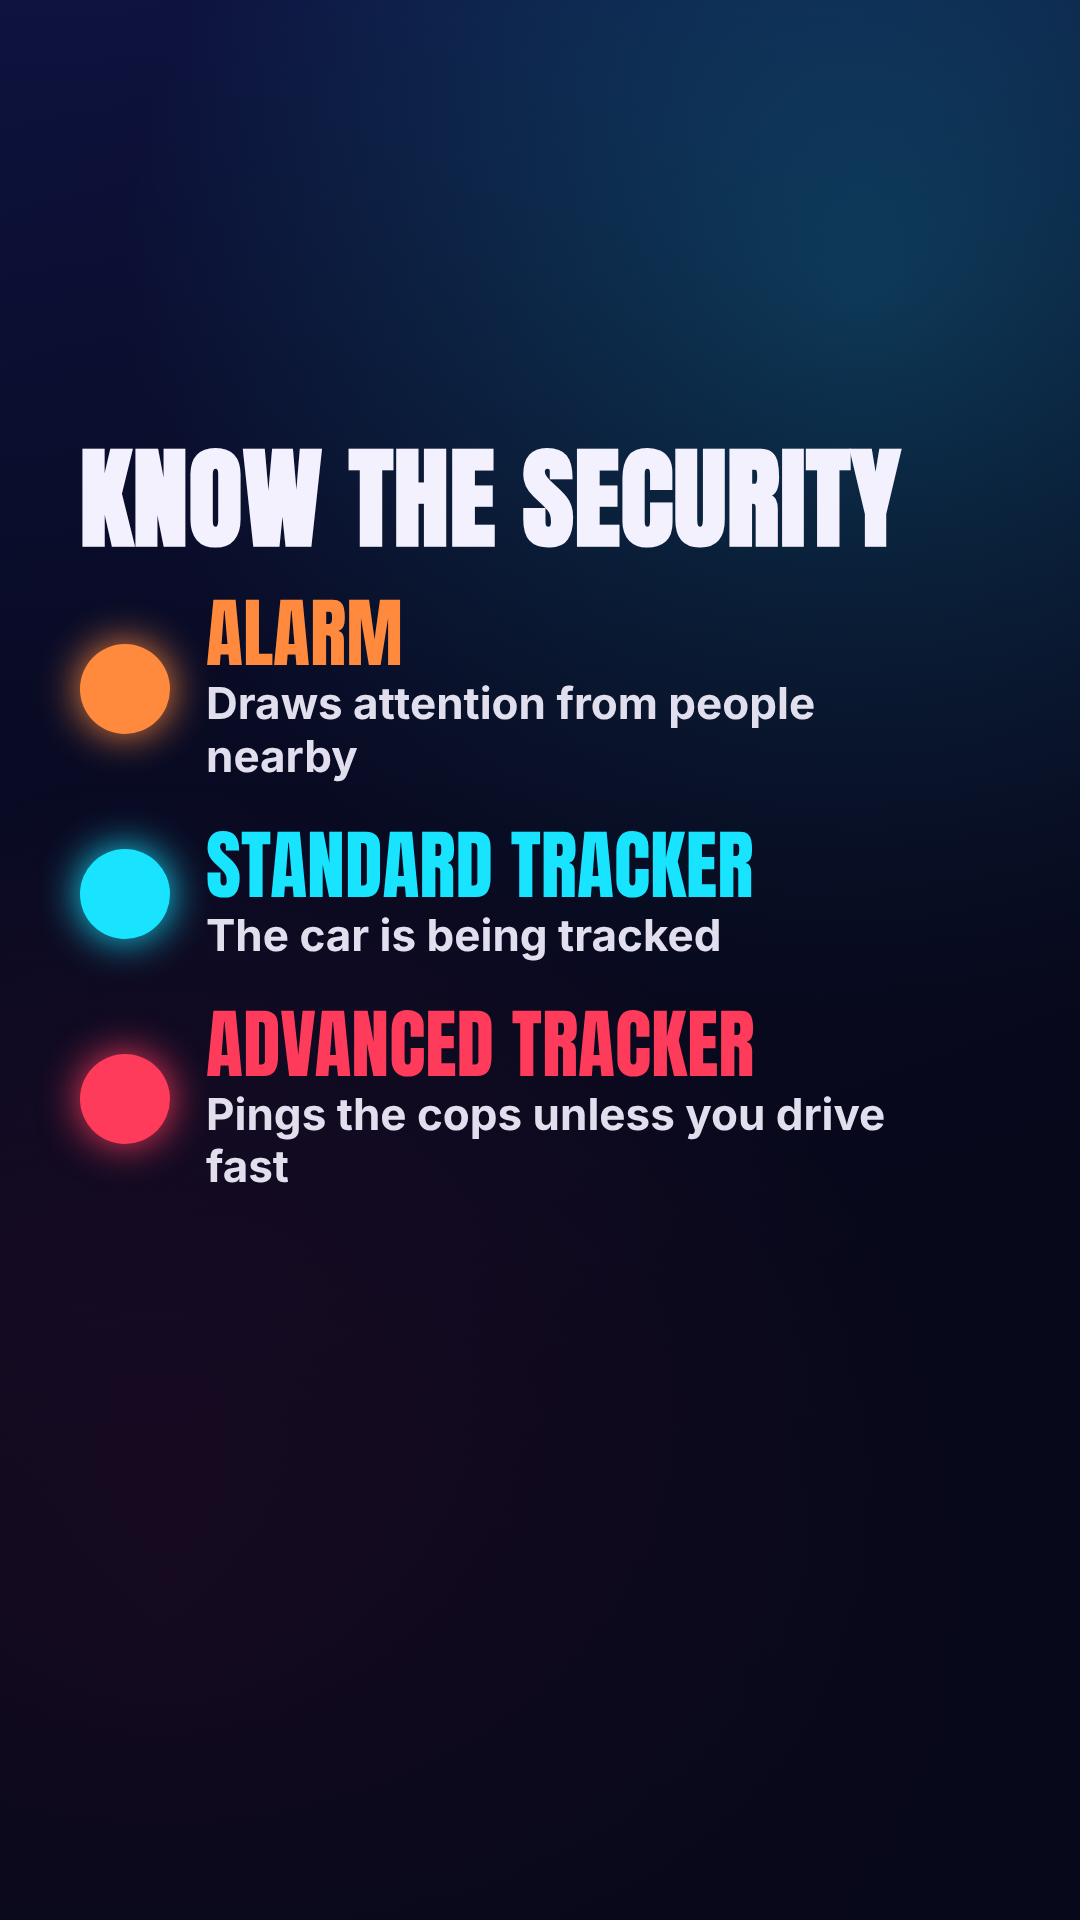 KNOW THE SECURITY
ALARM
Draws attention from people
nearby
STANDARD TRACKER
The car is being tracked
ADVANCED TRACKER
Pings the cops unless you drive
fast